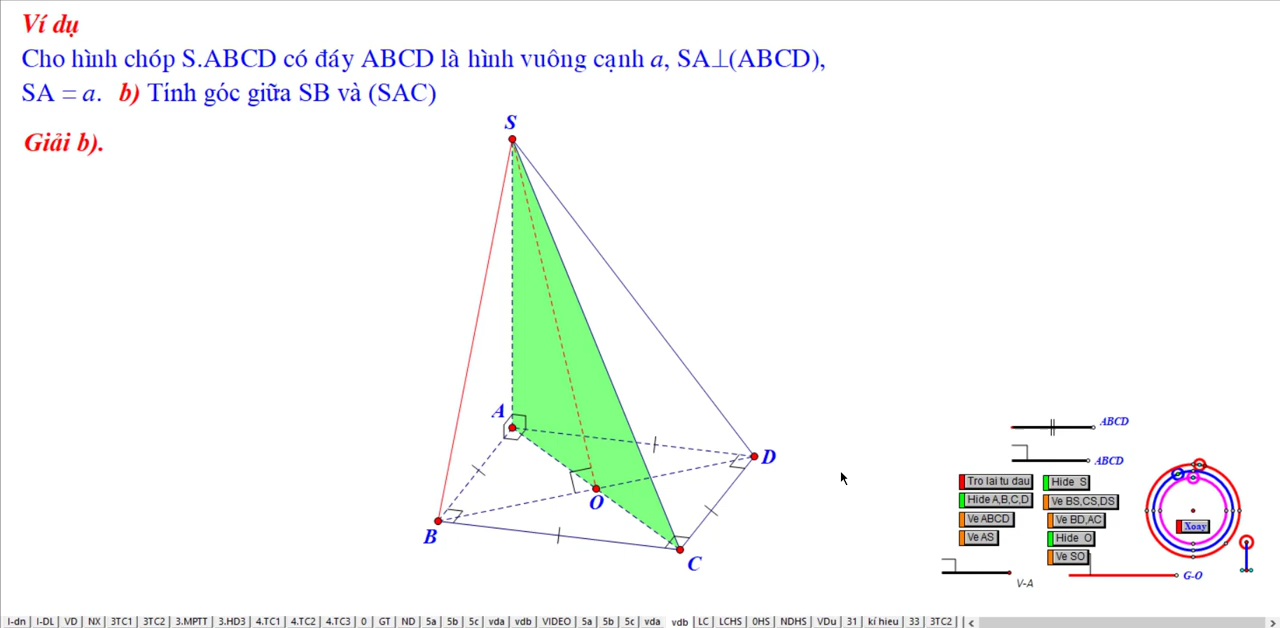 Ví dụ
Cho hình chóp S.ABCD có đáy ABCD là hình vuông cạnh a, SA⊥(ABCD),
SA = a. b) Tính góc giữa SB và (SAC)
Giải b).
S
A
D
O
B
C
ABCD
ABCD
Tro lai tu dau
Hide S
Hide A,B,C,D
Ve BS,CS,DS
Ve ABCD
Ve BD,AC
Xoay
Ve AS
Hide O
Ve SO
V-A
G-O
I-dn | I-DL | VD | NX | 3TC1 | 3TC2 | 3.MPTT | 3.HD3 | 4.TC1 | 4.TC2 | 4.TC3 | 0 | GT | ND | 5a | 5b | 5c | vda | vdb | VIDEO | 5a | 5b | 5c | vda | vdb | LC | LCHS | 0HS | NDHS | VDu | 31 | kí hieu | 33 | 3TC2 |